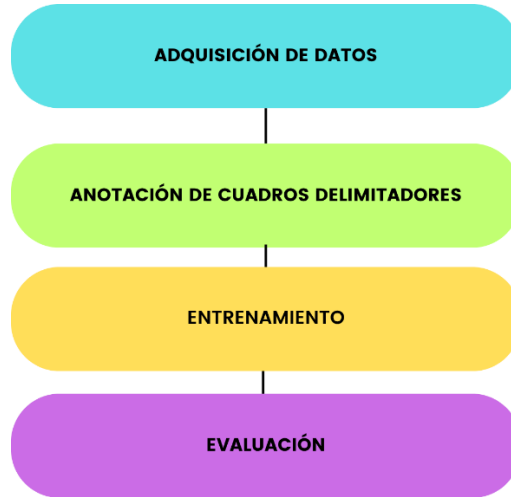 ADQUISICIÓN DE DATOS
ANOTACIÓN DE CUADROS DELIMITADORES
ENTRENAMIENTO
EVALUACIÓN